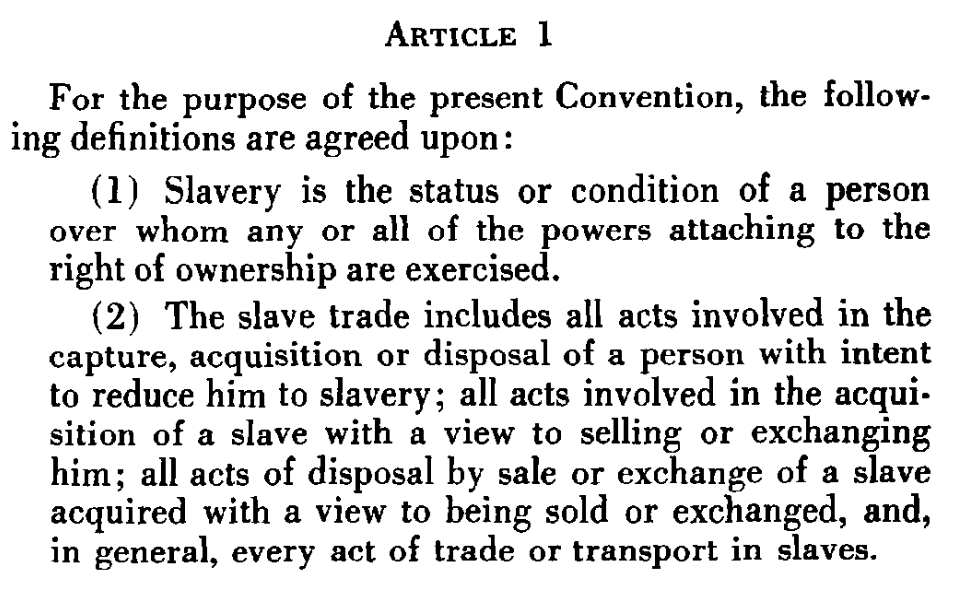 ARTICLE 1
For the purpose of the present Convention, the follow-
ing definitions are agreed upon:
(1) Slavery is the status or condition of a person
over whom any or all of the powers attaching to the
right of ownership are exercised.
(2) The slave trade includes all acts involved in the
capture, acquisition or disposal of a person with intent
to reduce him to slavery; all acts involved in the acqui-
sition of a slave with a view to selling or exchanging
him; all acts of disposal by sale or exchange of a slave
acquired with a view to being sold or exchanged, and,
in general, every act of trade or transport in slaves.